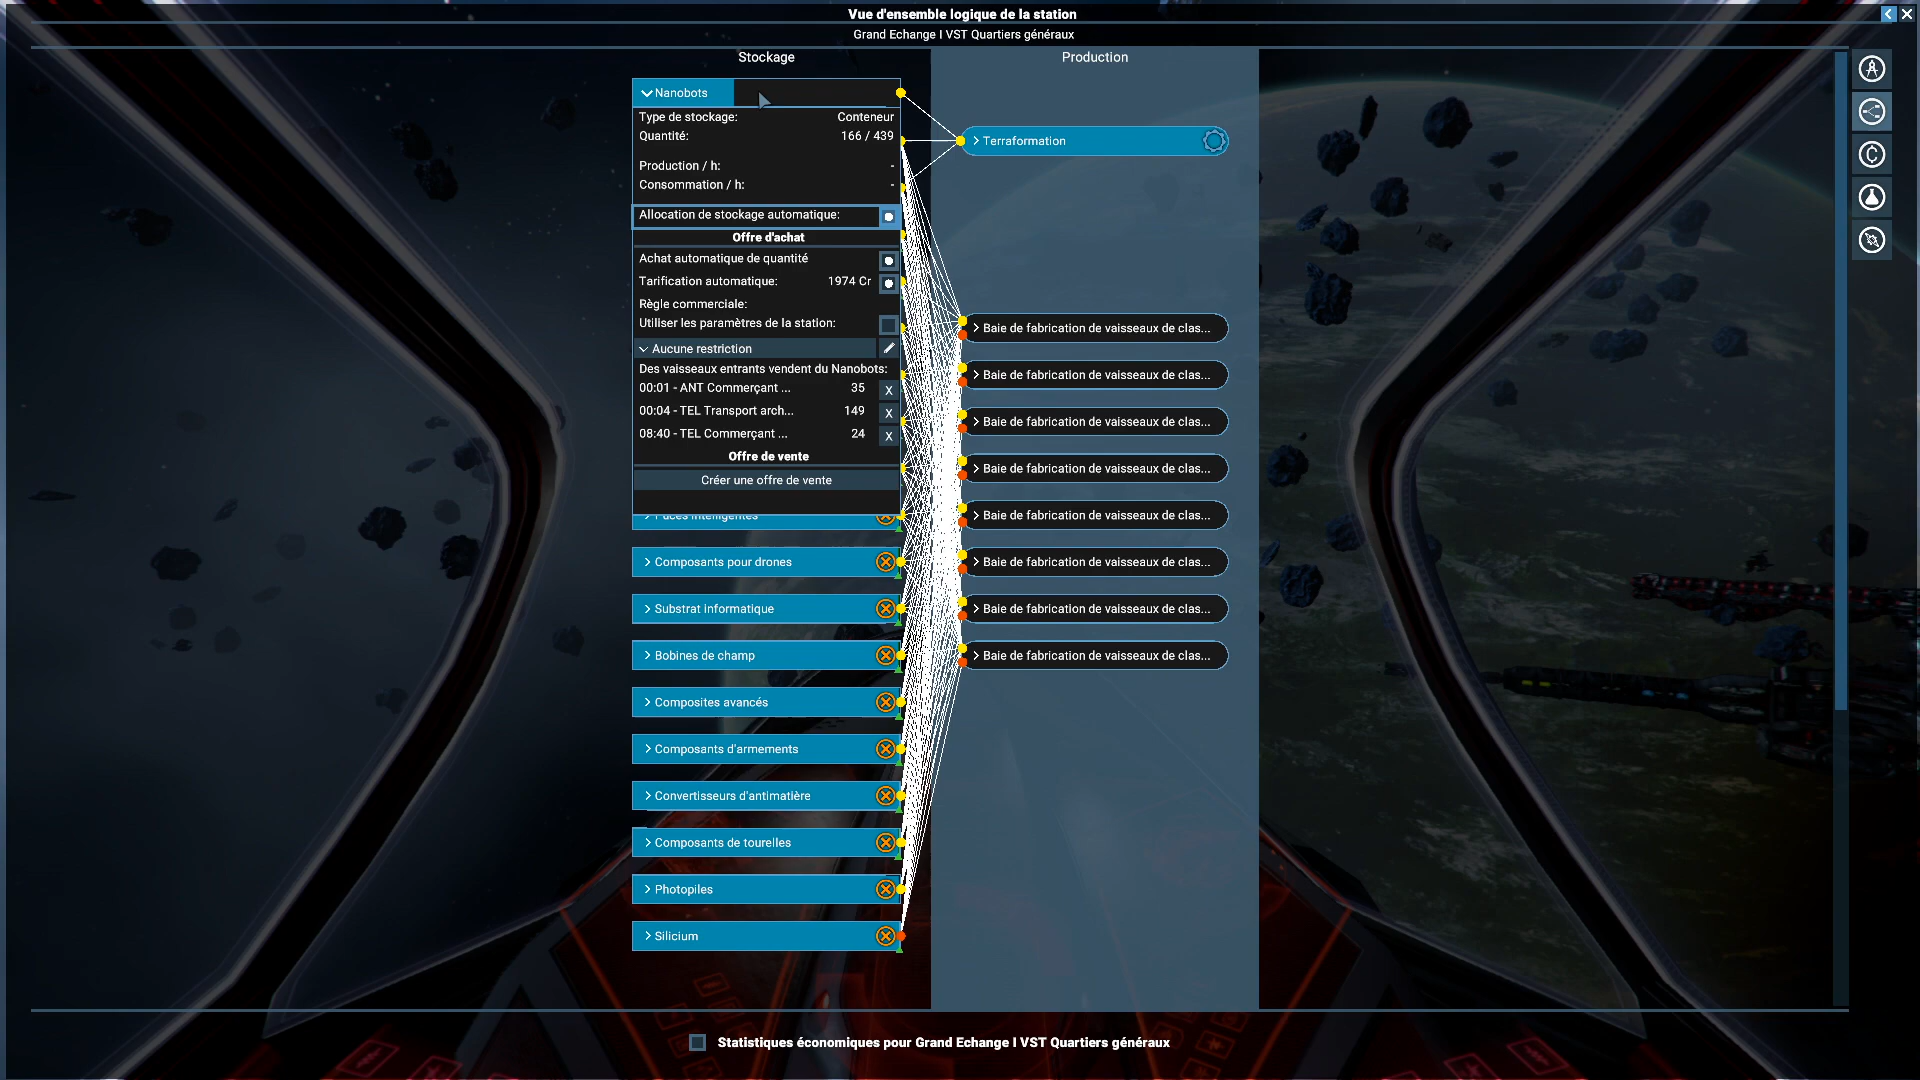 Vue d'ensemble logique de la station
Grand Echange I VST Quartiers généraux
Stockage
Production
Nanobots
Type de stockage: Conteneur
Quantité: 166 / 439
Production / h: -
Consommation / h: -
Allocation de stockage automatique:
Offre d'achat
Achat automatique de quantité
Tarification automatique: 1974 Cr
Règle commerciale:
Utiliser les paramètres de la station:
Aucune restriction
Des vaisseaux entrants vendent du Nanobots:
00:01 - ANT Commerçant ... 35 X
00:04 - TEL Transport arch... 149 X
08:40 - TEL Commerçant ... 24 X
Offre de vente
Créer une offre de vente
Puces intelligentes
Composants pour drones
Substrat informatique
Bobines de champ
Composites avancés
Composants d'armements
Convertisseurs d'antimatière
Composants de tourelles
Photopiles
Silicium
Terraformation
Baie de fabrication de vaisseaux de clas...
Baie de fabrication de vaisseaux de clas...
Baie de fabrication de vaisseaux de clas...
Baie de fabrication de vaisseaux de clas...
Baie de fabrication de vaisseaux de clas...
Baie de fabrication de vaisseaux de clas...
Baie de fabrication de vaisseaux de clas...
Baie de fabrication de vaisseaux de clas...
Statistiques économiques pour Grand Echange I VST Quartiers généraux